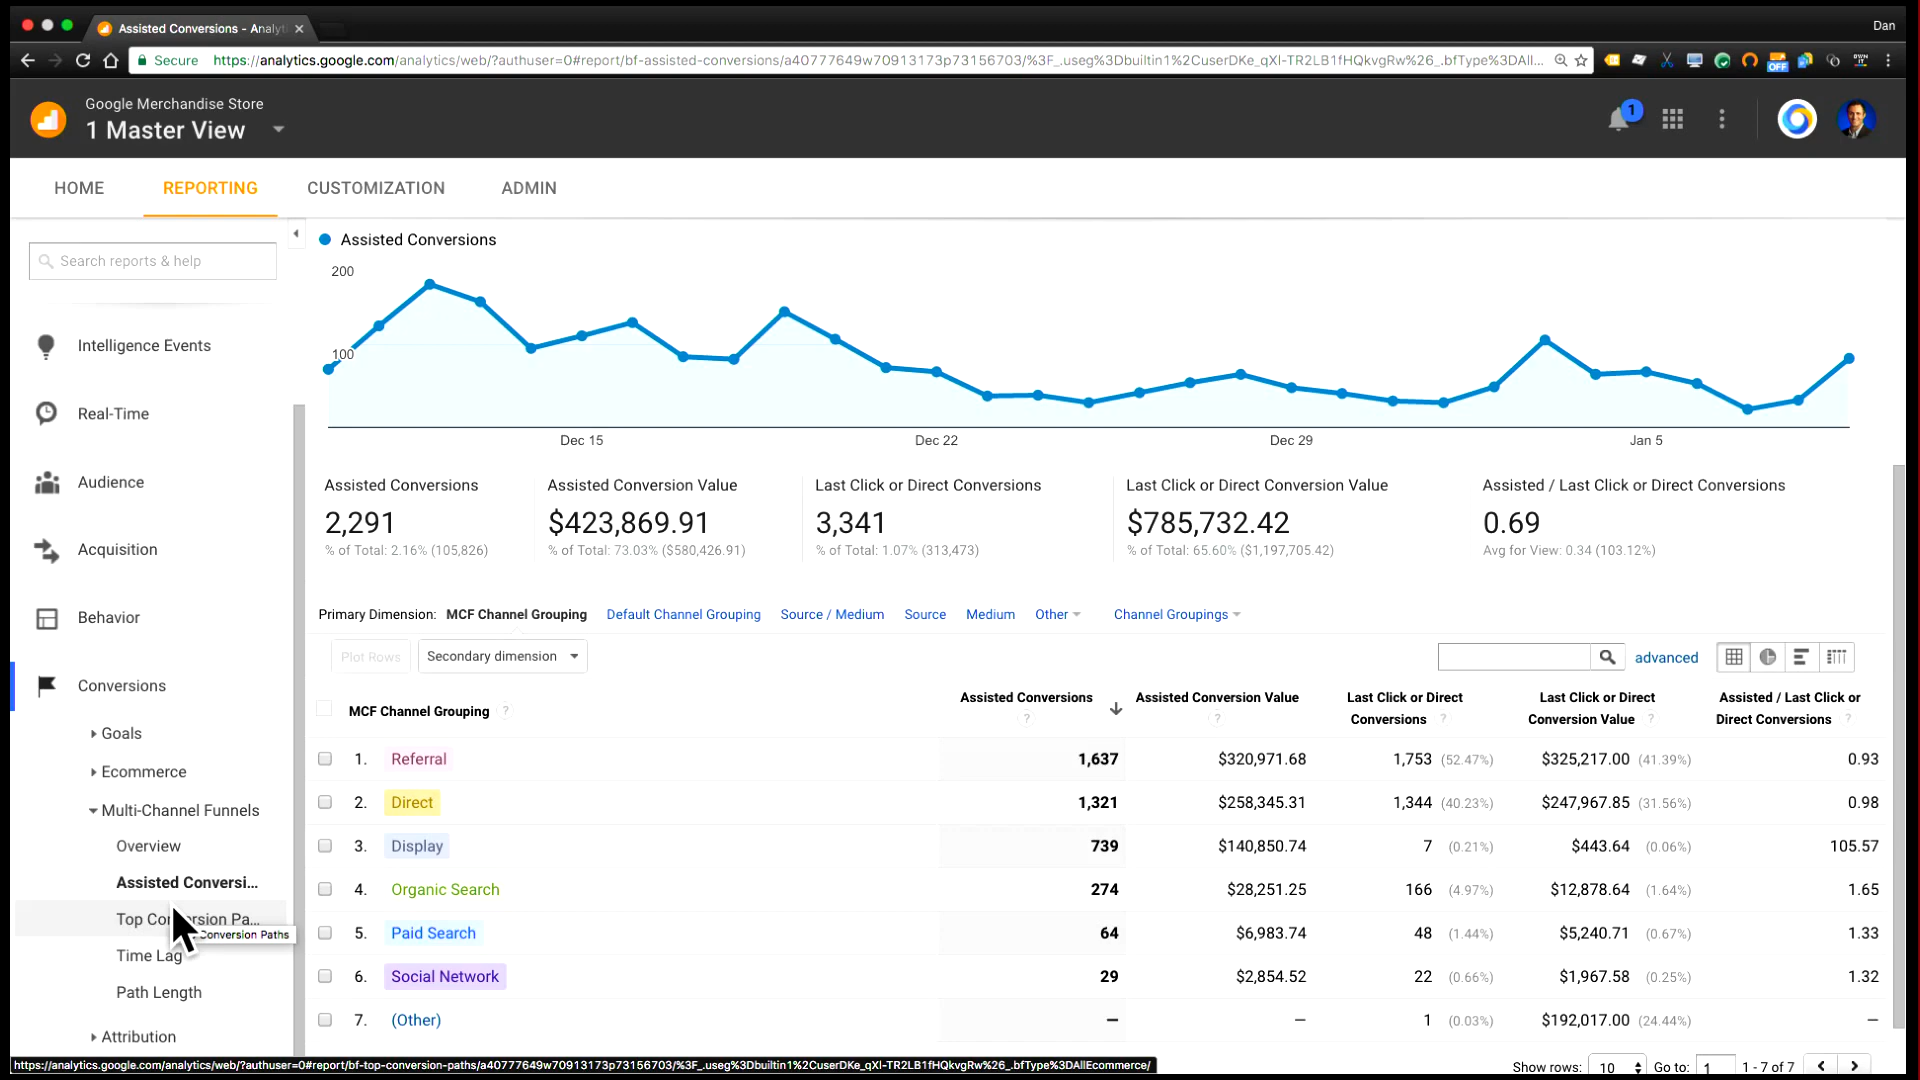 Assisted Conversions - Analyti
Dan
Secure
https://analytics.google.com/analytics/web/?authuser=0#report/bf-assisted-conversions/a40777649w70913173p73156703/%3F_.useg%3Dbuiltin1%2CuserDKe_qXl-TR2LB1fHQkvgRw%26_.bfType%3DAll...
OFF
Google Merchandise Store
1 Master View
1
HOME
REPORTING
CUSTOMIZATION
ADMIN
Search reports & help
Intelligence Events
Real-Time
Audience
Acquisition
Behavior
Conversions
Goals
Ecommerce
Multi-Channel Funnels
Overview
Assisted Conversi...
Top Conversion Pa...
Conversion Paths
Time Lag
Path Length
Attribution
Assisted Conversions
200
100
Dec 15 Dec 22 Dec 29 Jan 5
Assisted Conversions
2,291
% of Total: 2.16% (105,826)
Assisted Conversion Value
$423,869.91
% of Total: 73.03% ($580,426.91)
Last Click or Direct Conversions
3,341
% of Total: 1.07% (313,473)
Last Click or Direct Conversion Value
$785,732.42
% of Total: 65.60% ($1,197,705.42)
Assisted / Last Click or Direct Conversions
0.69
Avg for View: 0.34 (103.12%)
Primary Dimension: MCF Channel Grouping Default Channel Grouping Source / Medium Source Medium Other Channel Groupings
Plot Rows Secondary dimension advanced
MCF Channel Grouping ?
Assisted Conversions ?
Assisted Conversion Value ?
Last Click or Direct Conversions ?
Last Click or Direct Conversion Value ?
Assisted / Last Click or Direct Conversions ?
1. Referral 1,637 $320,971.68 1,753 (52.47%) $325,217.00 (41.39%) 0.93
2. Direct 1,321 $258,345.31 1,344 (40.23%) $247,967.85 (31.56%) 0.98
3. Display 739 $140,850.74 7 (0.21%) $443.64 (0.06%) 105.57
4. Organic Search 274 $28,251.25 166 (4.97%) $12,878.64 (1.64%) 1.65
5. Paid Search 64 $6,983.74 48 (1.44%) $5,240.71 (0.67%) 1.33
6. Social Network 29 $2,854.52 22 (0.66%) $1,967.58 (0.25%) 1.32
7. (Other) – – 1 (0.03%) $192,017.00 (24.44%) –
https://analytics.google.com/analytics/web/?authuser=0#report/bf-top-conversion-paths/a40777649w70913173p73156703/%3F_.useg%3Dbuiltin1%2CuserDKe_qXl-TR2LB1fHQkvgRw%26_.bfType%3DAllEcommerce/
Show rows: 10 Go to: 1 1 - 7 of 7